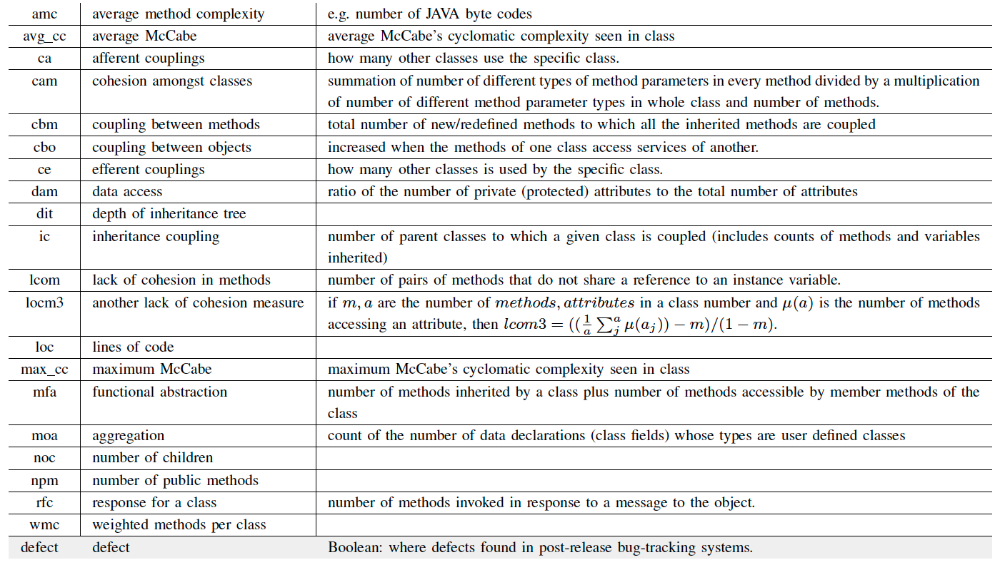 amc average method complexity e.g. number of JAVA byte codes
avg_cc average McCabe average McCabe's cyclomatic complexity seen in class
ca afferent couplings how many other classes use the specific class.
cam cohesion amongst classes summation of number of different types of method parameters in every method divided by a multiplication
of number of different method parameter types in whole class and number of methods.
cbm coupling between methods total number of new/redefined methods to which all the inherited methods are coupled
cbo coupling between objects increased when the methods of one class access services of another.
ce efferent couplings how many other classes is used by the specific class.
dam data access ratio of the number of private (protected) attributes to the total number of attributes
dit depth of inheritance tree
ic inheritance coupling number of parent classes to which a given class is coupled (includes counts of methods and variables
inherited)
lcom lack of cohesion in methods number of pairs of methods that do not share a reference to an instance variable.
locm3 another lack of cohesion measure if m, a are the number of methods, attributes in a class number and μ(a) is the number of methods
accessing an attribute, then lcom3 = ((1/a ∑_j^a μ(a_j)) − m)/(1 − m).
loc lines of code
max_cc maximum McCabe maximum McCabe's cyclomatic complexity seen in class
mfa functional abstraction number of methods inherited by a class plus number of methods accessible by member methods of the
class
moa aggregation count of the number of data declarations (class fields) whose types are user defined classes
noc number of children
npm number of public methods
rfc response for a class number of methods invoked in response to a message to the object.
wmc weighted methods per class
defect defect Boolean: where defects found in post-release bug-tracking systems.